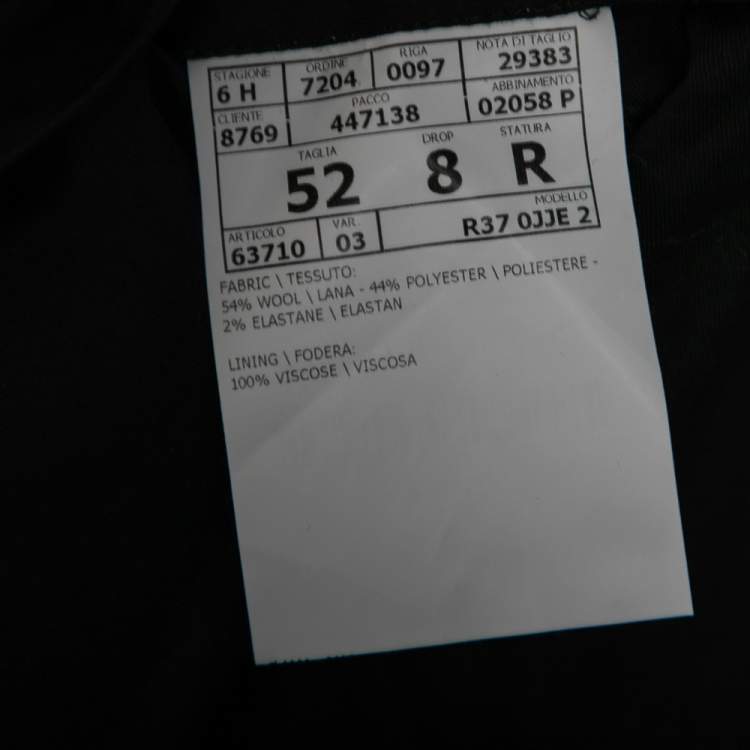 STAGIONE ORDINE RIGA NOTA DI TAGLIO
6 H 7204 0097 29383
CLIENTE PACCO ABBINAMENTO
8769 447138 02058 P
TAGLIA DROP STATURA
52 8 R
ARTICOLO VAR. MODELLO
63710 03 R37 0JJE 2
FABRIC \ TESSUTO:
54% WOOL \ LANA - 44% POLYESTER \ POLIESTERE -
2% ELASTANE \ ELASTAN
LINING \ FODERA:
100% VISCOSE \ VISCOSA